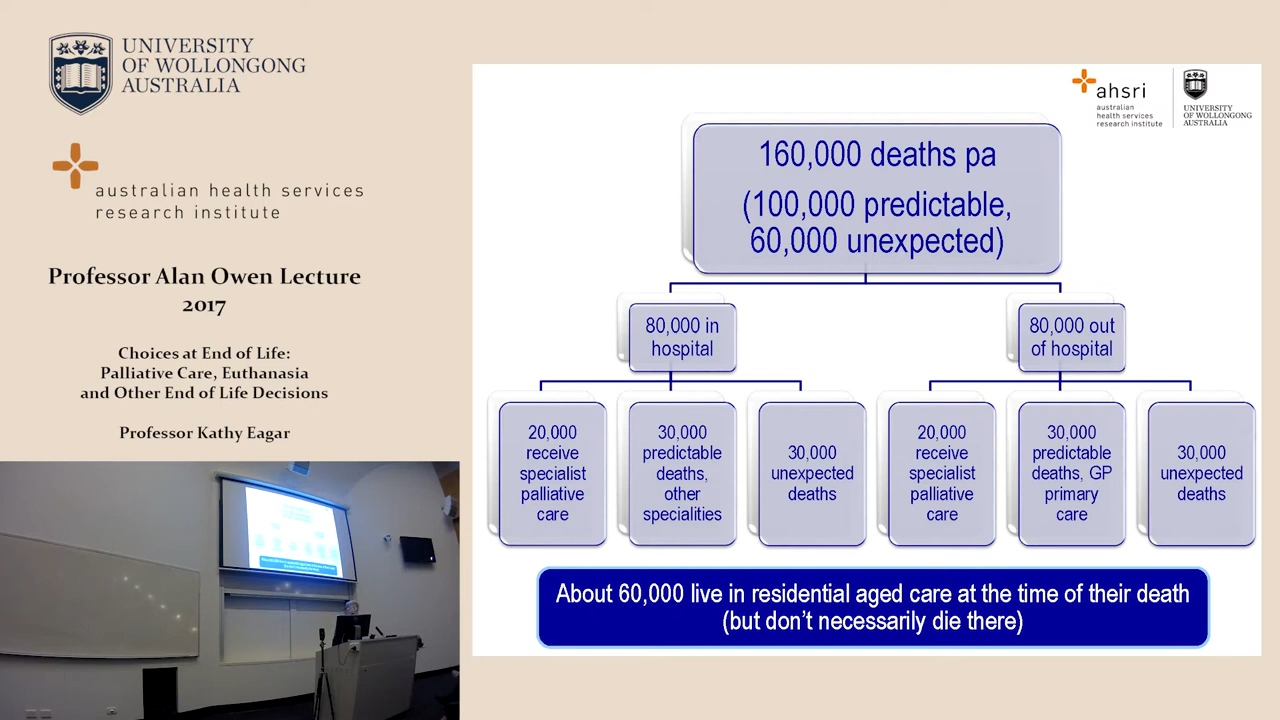 UNIVERSITY
OF WOLLONGONG
AUSTRALIA
australian health services
research institute
Professor Alan Owen Lecture
2017
Choices at End of Life:
Palliative Care, Euthanasia
and Other End of Life Decisions
Professor Kathy Eagar
ahsri
australian
health services
research institute
UNIVERSITY
OF WOLLONGONG
AUSTRALIA
160,000 deaths pa
(100,000 predictable,
60,000 unexpected)
80,000 in
hospital
80,000 out
of hospital
20,000
receive
specialist
palliative
care
30,000
predictable
deaths,
other
specialities
30,000
unexpected
deaths
20,000
receive
specialist
palliative
care
30,000
predictable
deaths, GP
primary
care
30,000
unexpected
deaths
About 60,000 live in residential aged care at the time of their death
(but don't necessarily die there)